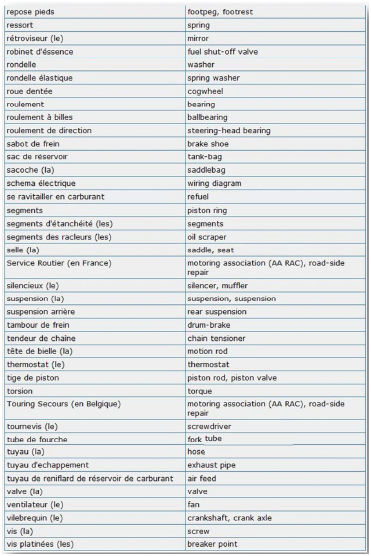 repose pieds footpeg, footrest
ressort spring
rétroviseur (le) mirror
robinet d'éssence fuel shut-off valve
rondelle washer
rondelle élastique spring washer
roue dentée cogwheel
roulement bearing
roulement à billes ballbearing
roulement de direction steering-head bearing
sabot de frein brake shoe
sac de réservoir tank-bag
sacoche (la) saddlebag
schema électrique wiring diagram
se ravitailler en carburant refuel
segments piston ring
segments d'étanchéité (les) segments
segments des racleurs (les) oil scraper
selle (la) saddle, seat
Service Routier (en France) motoring association (AA RAC), road-side
repair
silencieux (le) silencer, muffler
suspension (la) suspension, suspension
suspension arrière rear suspension
tambour de frein drum-brake
tendeur de chaîne chain tensioner
tête de bielle (la) motion rod
thermostat (le) thermostat
tige de piston piston rod, piston valve
torsion torque
Touring Secours (en Belgique) motoring association (AA RAC), road-side
repair
tournevis (le) screwdriver
tube de fourche fork tube
tuyau (la) hose
tuyau d'echappement exhaust pipe
tuyau de reniflard de réservoir de carburant air feed
valve (la) valve
ventilateur (le) fan
vilebrequin (le) crankshaft, crank axle
vis (la) screw
vis platinées (les) breaker point